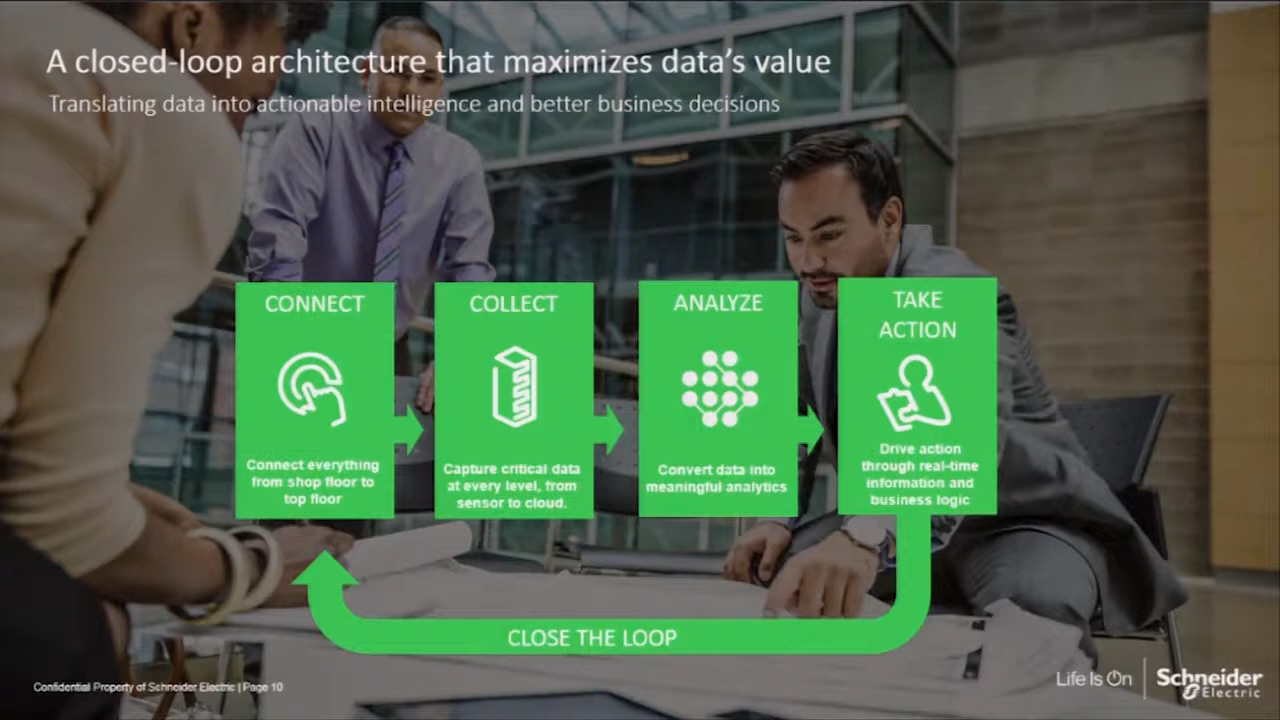 A closed-loop architecture that maximizes data's value
Translating data into actionable intelligence and better business decisions
CONNECT
Connect everything
from shop floor to
top floor
COLLECT
Capture critical data
at every level, from
sensor to cloud.
ANALYZE
Convert data into
meaningful analytics
TAKE
ACTION
Drive action
through real-time
information and
business logic
CLOSE THE LOOP
Confidential Property of Schneider Electric | Page 10
Life Is On
Schneider
Electric